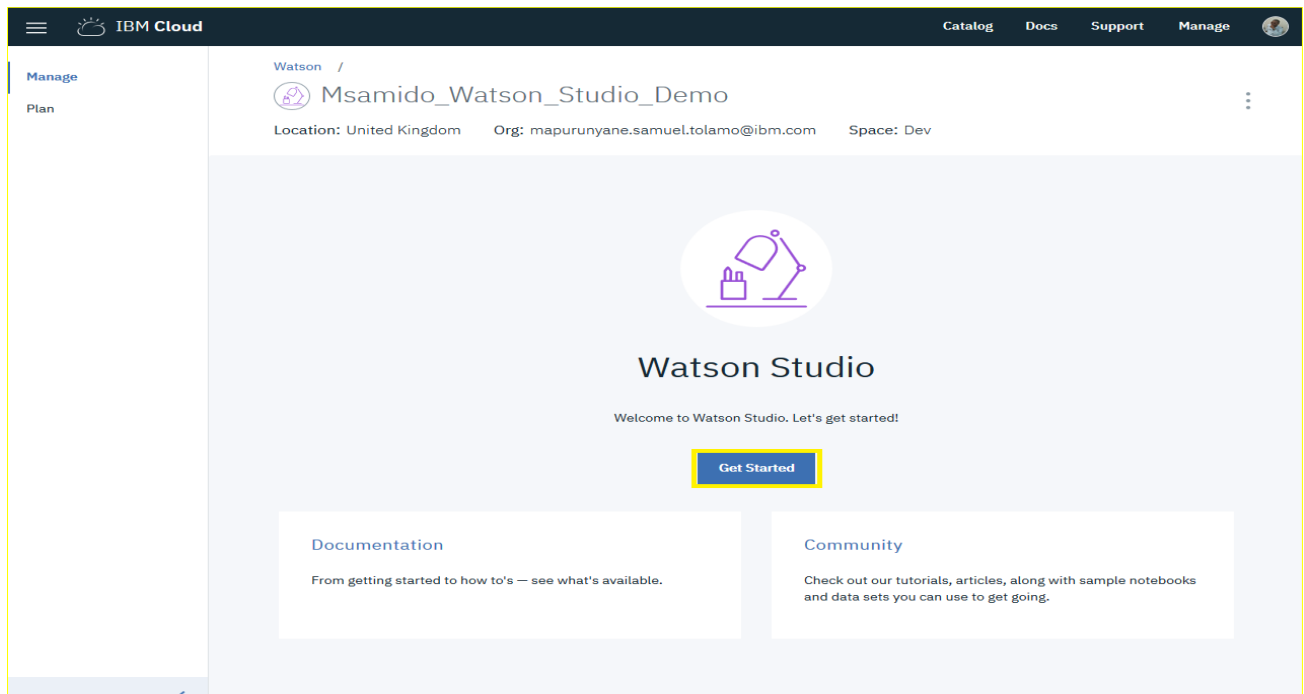 IBM Cloud Catalog Docs Support Manage
Manage
Plan
Watson /
Msamido_Watson_Studio_Demo
Location: United Kingdom Org: mapurunyane.samuel.tolamo@ibm.com Space: Dev
Watson Studio
Welcome to Watson Studio. Let's get started!
Get Started
Documentation
From getting started to how to's — see what's available.
Community
Check out our tutorials, articles, along with sample notebooks
and data sets you can use to get going.